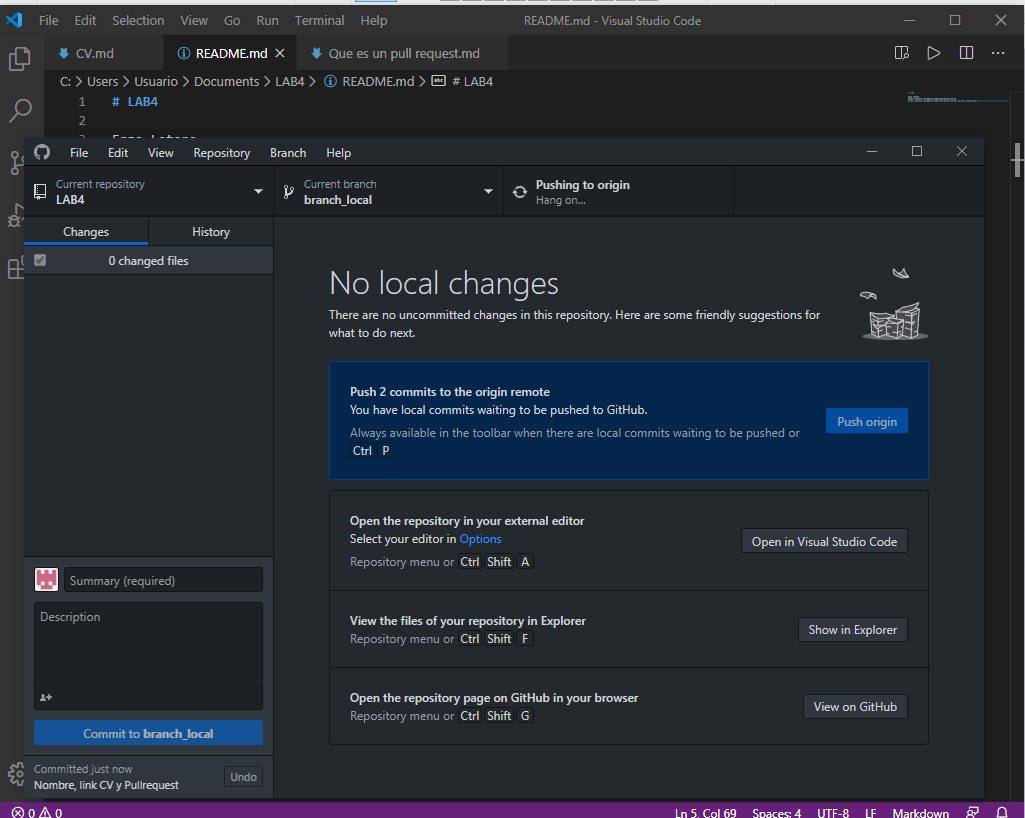 File Edit Selection View Go Run Terminal Help README.md - Visual Studio Code
CV.md README.md Que es un pull request.md
C: > Users > Usuario > Documents > LAB4 > README.md > # LAB4
1 # LAB4
2
File Edit View Repository Branch Help
Current repository
LAB4
Current branch
branch_local
Pushing to origin
Hang on...
Changes History
0 changed files
No local changes
There are no uncommitted changes in this repository. Here are some friendly suggestions for
what to do next.
Push 2 commits to the origin remote
You have local commits waiting to be pushed to GitHub.
Always available in the toolbar when there are local commits waiting to be pushed or
Ctrl P
Push origin
Open the repository in your external editor
Select your editor in Options
Repository menu or Ctrl Shift A
Open in Visual Studio Code
View the files of your repository in Explorer
Repository menu or Ctrl Shift F
Show in Explorer
Open the repository page on GitHub in your browser
Repository menu or Ctrl Shift G
View on GitHub
Summary (required)
Description
Commit to branch_local
Committed just now
Nombre, link CV y Pullrequest
Undo
0 0 Ln 5, Col 69 Spaces: 4 UTF-8 LF Markdown